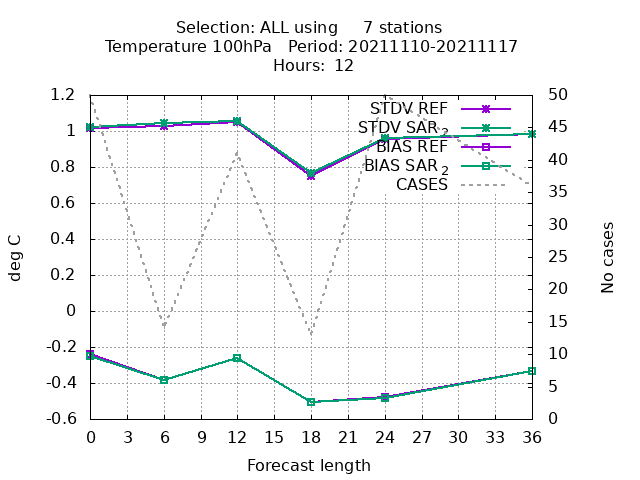 Selection: ALL using 7 stations
Temperature 100hPa Period: 20211110-20211117
Hours: 12
STDV REF
STDV SAR2
BIAS REF
BIAS SAR2
CASES
deg C
1.2
1
0.8
0.6
0.4
0.2
0
-0.2
-0.4
-0.6
50
45
40
35
30
25
20
15
10
5
0
No cases
0 3 6 9 12 15 18 21 24 27 30 33 36
Forecast length